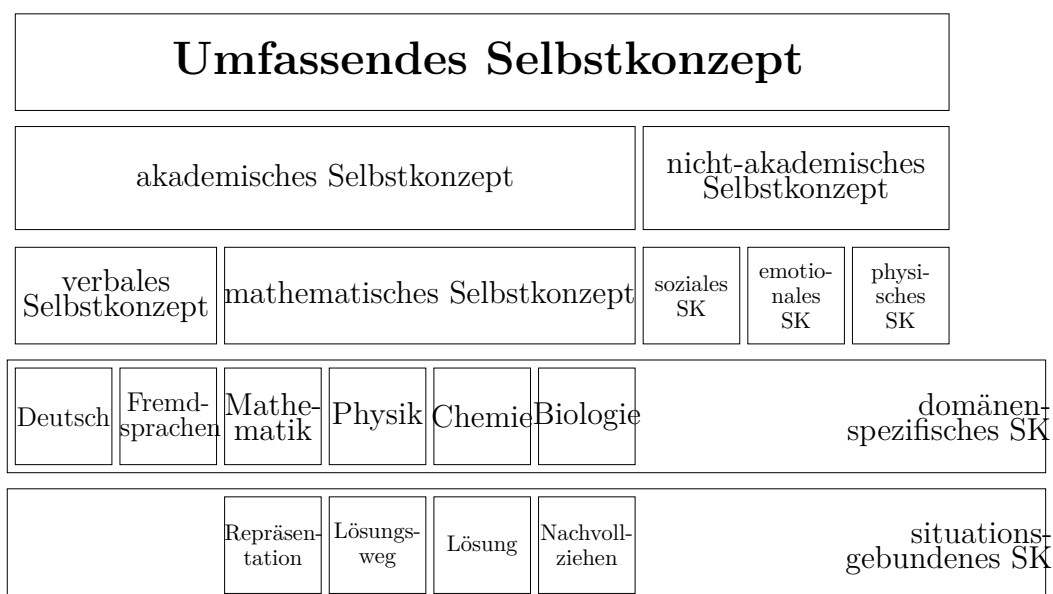 Umfassendes Selbstkonzept
akademisches Selbstkonzept
nicht-akademisches
Selbstkonzept
verbales
Selbstkonzept
mathematisches Selbstkonzept
soziales
SK
emotio-
nales
SK
physi-
sches
SK
Deutsch
Fremd-
sprachen
Mathe-
matik
Physik
Chemie
Biologie
domänen-
spezifisches SK
Repräsen-
tation
Lösungs-
weg
Lösung
Nachvoll-
ziehen
situations-
gebundenes SK